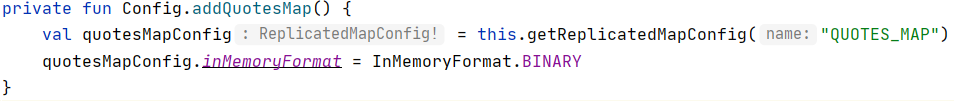 private fun Config.addQuotesMap() {
    val quotesMapConfig : ReplicatedMapConfig! = this.getReplicatedMapConfig( name: "QUOTES_MAP")
    quotesMapConfig.inMemoryFormat = InMemoryFormat.BINARY
}